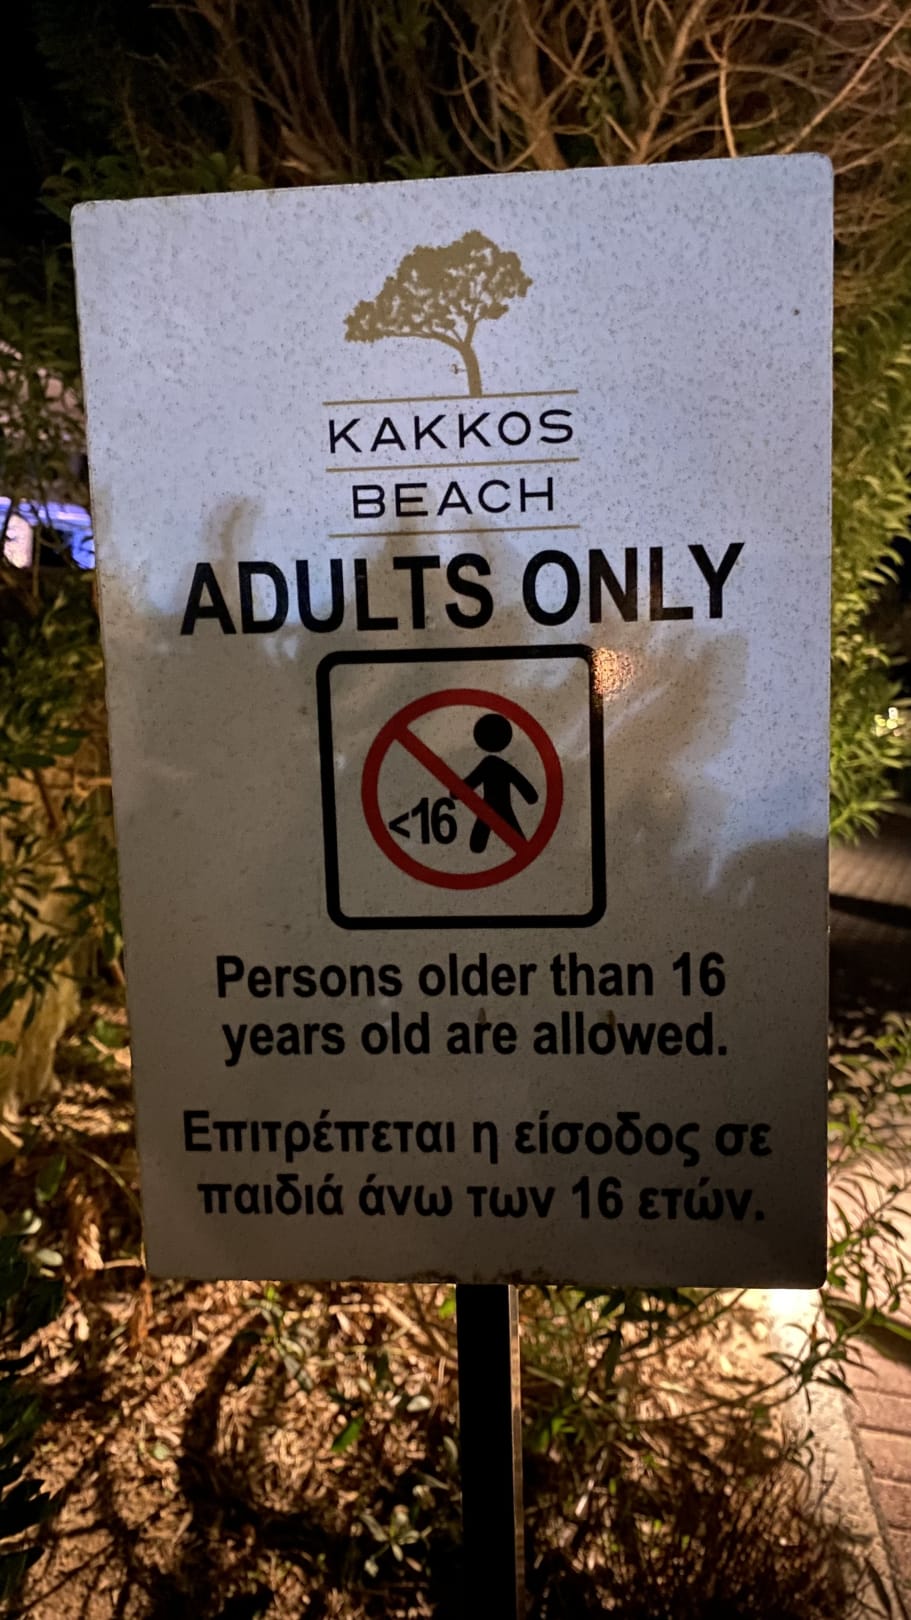 KAKKOS
BEACH
ADULTS ONLY
<16
Persons older than 16
years old are allowed.
Επιτρέπεται η είσοδος σε
παιδιά άνω των 16 ετών.